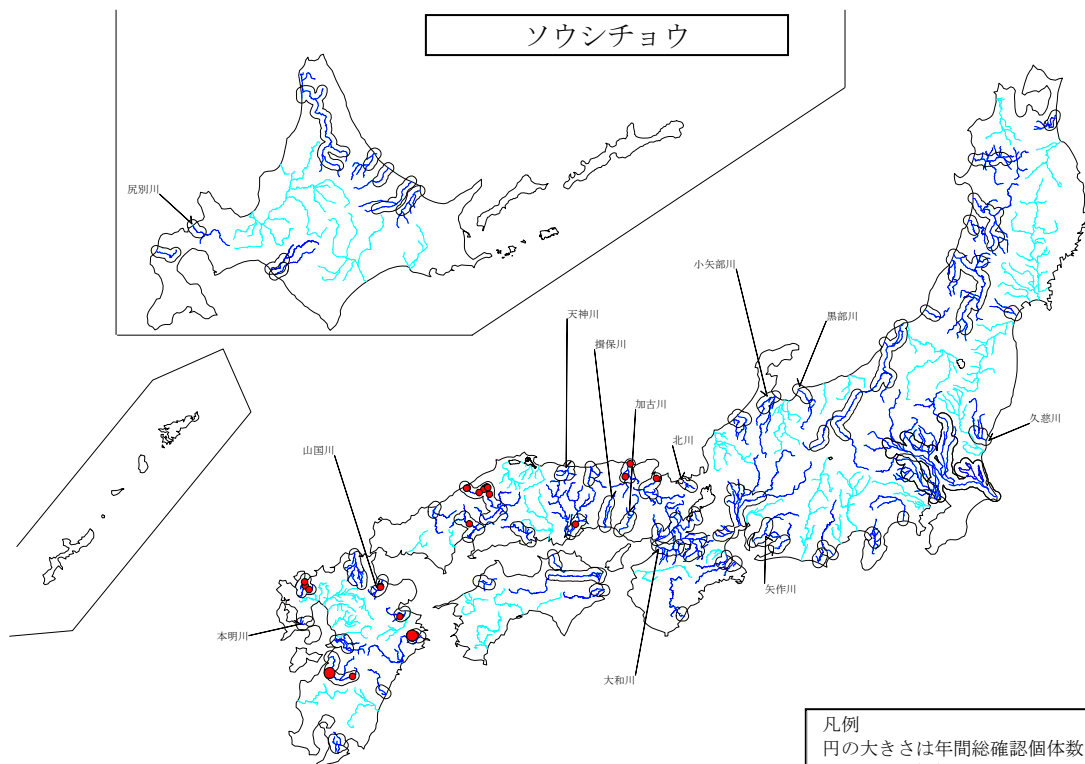 ソウシチョウ
尻別川
小矢部川
天神川
黒部川
揖保川
加古川
久慈川
北川
山国川
矢作川
本明川
大和川
凡例
円の大きさは年間総確認個体数